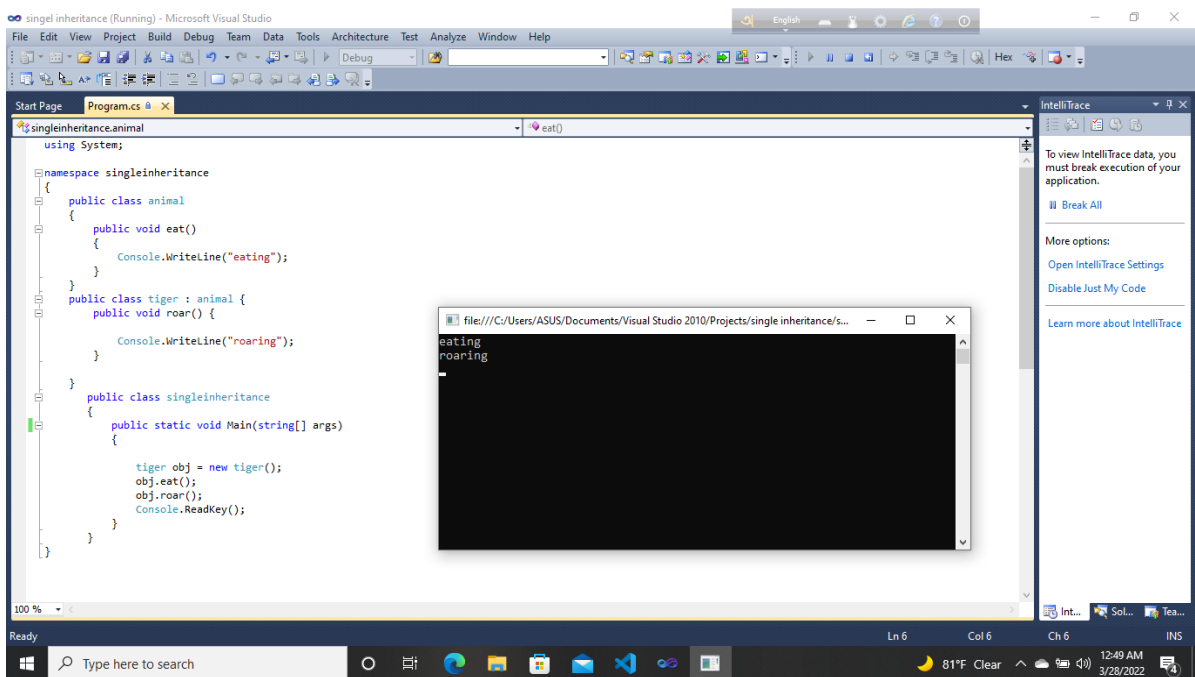 singel inheritance (Running) - Microsoft Visual Studio
English
File Edit View Project Build Debug Team Data Tools Architecture Test Analyze Window Help
Debug
Hex
Start Page Program.cs
singleinheritance.animal
eat()
using System;
namespace singleinheritance
{
public class animal
{
public void eat()
{
Console.WriteLine("eating");
}
}
public class tiger : animal {
public void roar() {
Console.WriteLine("roaring");
}
}
public class singleinheritance
{
public static void Main(string[] args)
{
tiger obj = new tiger();
obj.eat();
obj.roar();
Console.ReadKey();
}
}
}
file:///C:/Users/ASUS/Documents/Visual Studio 2010/Projects/single inheritance/s...
eating
roaring
IntelliTrace
To view IntelliTrace data, you
must break execution of your
application.
Break All
More options:
Open IntelliTrace Settings
Disable Just My Code
Learn more about IntelliTrace
100 %
Int... Sol... Tea...
Ready
Ln 6 Col 6 Ch 6 INS
Type here to search
81°F Clear
12:49 AM
3/28/2022
4